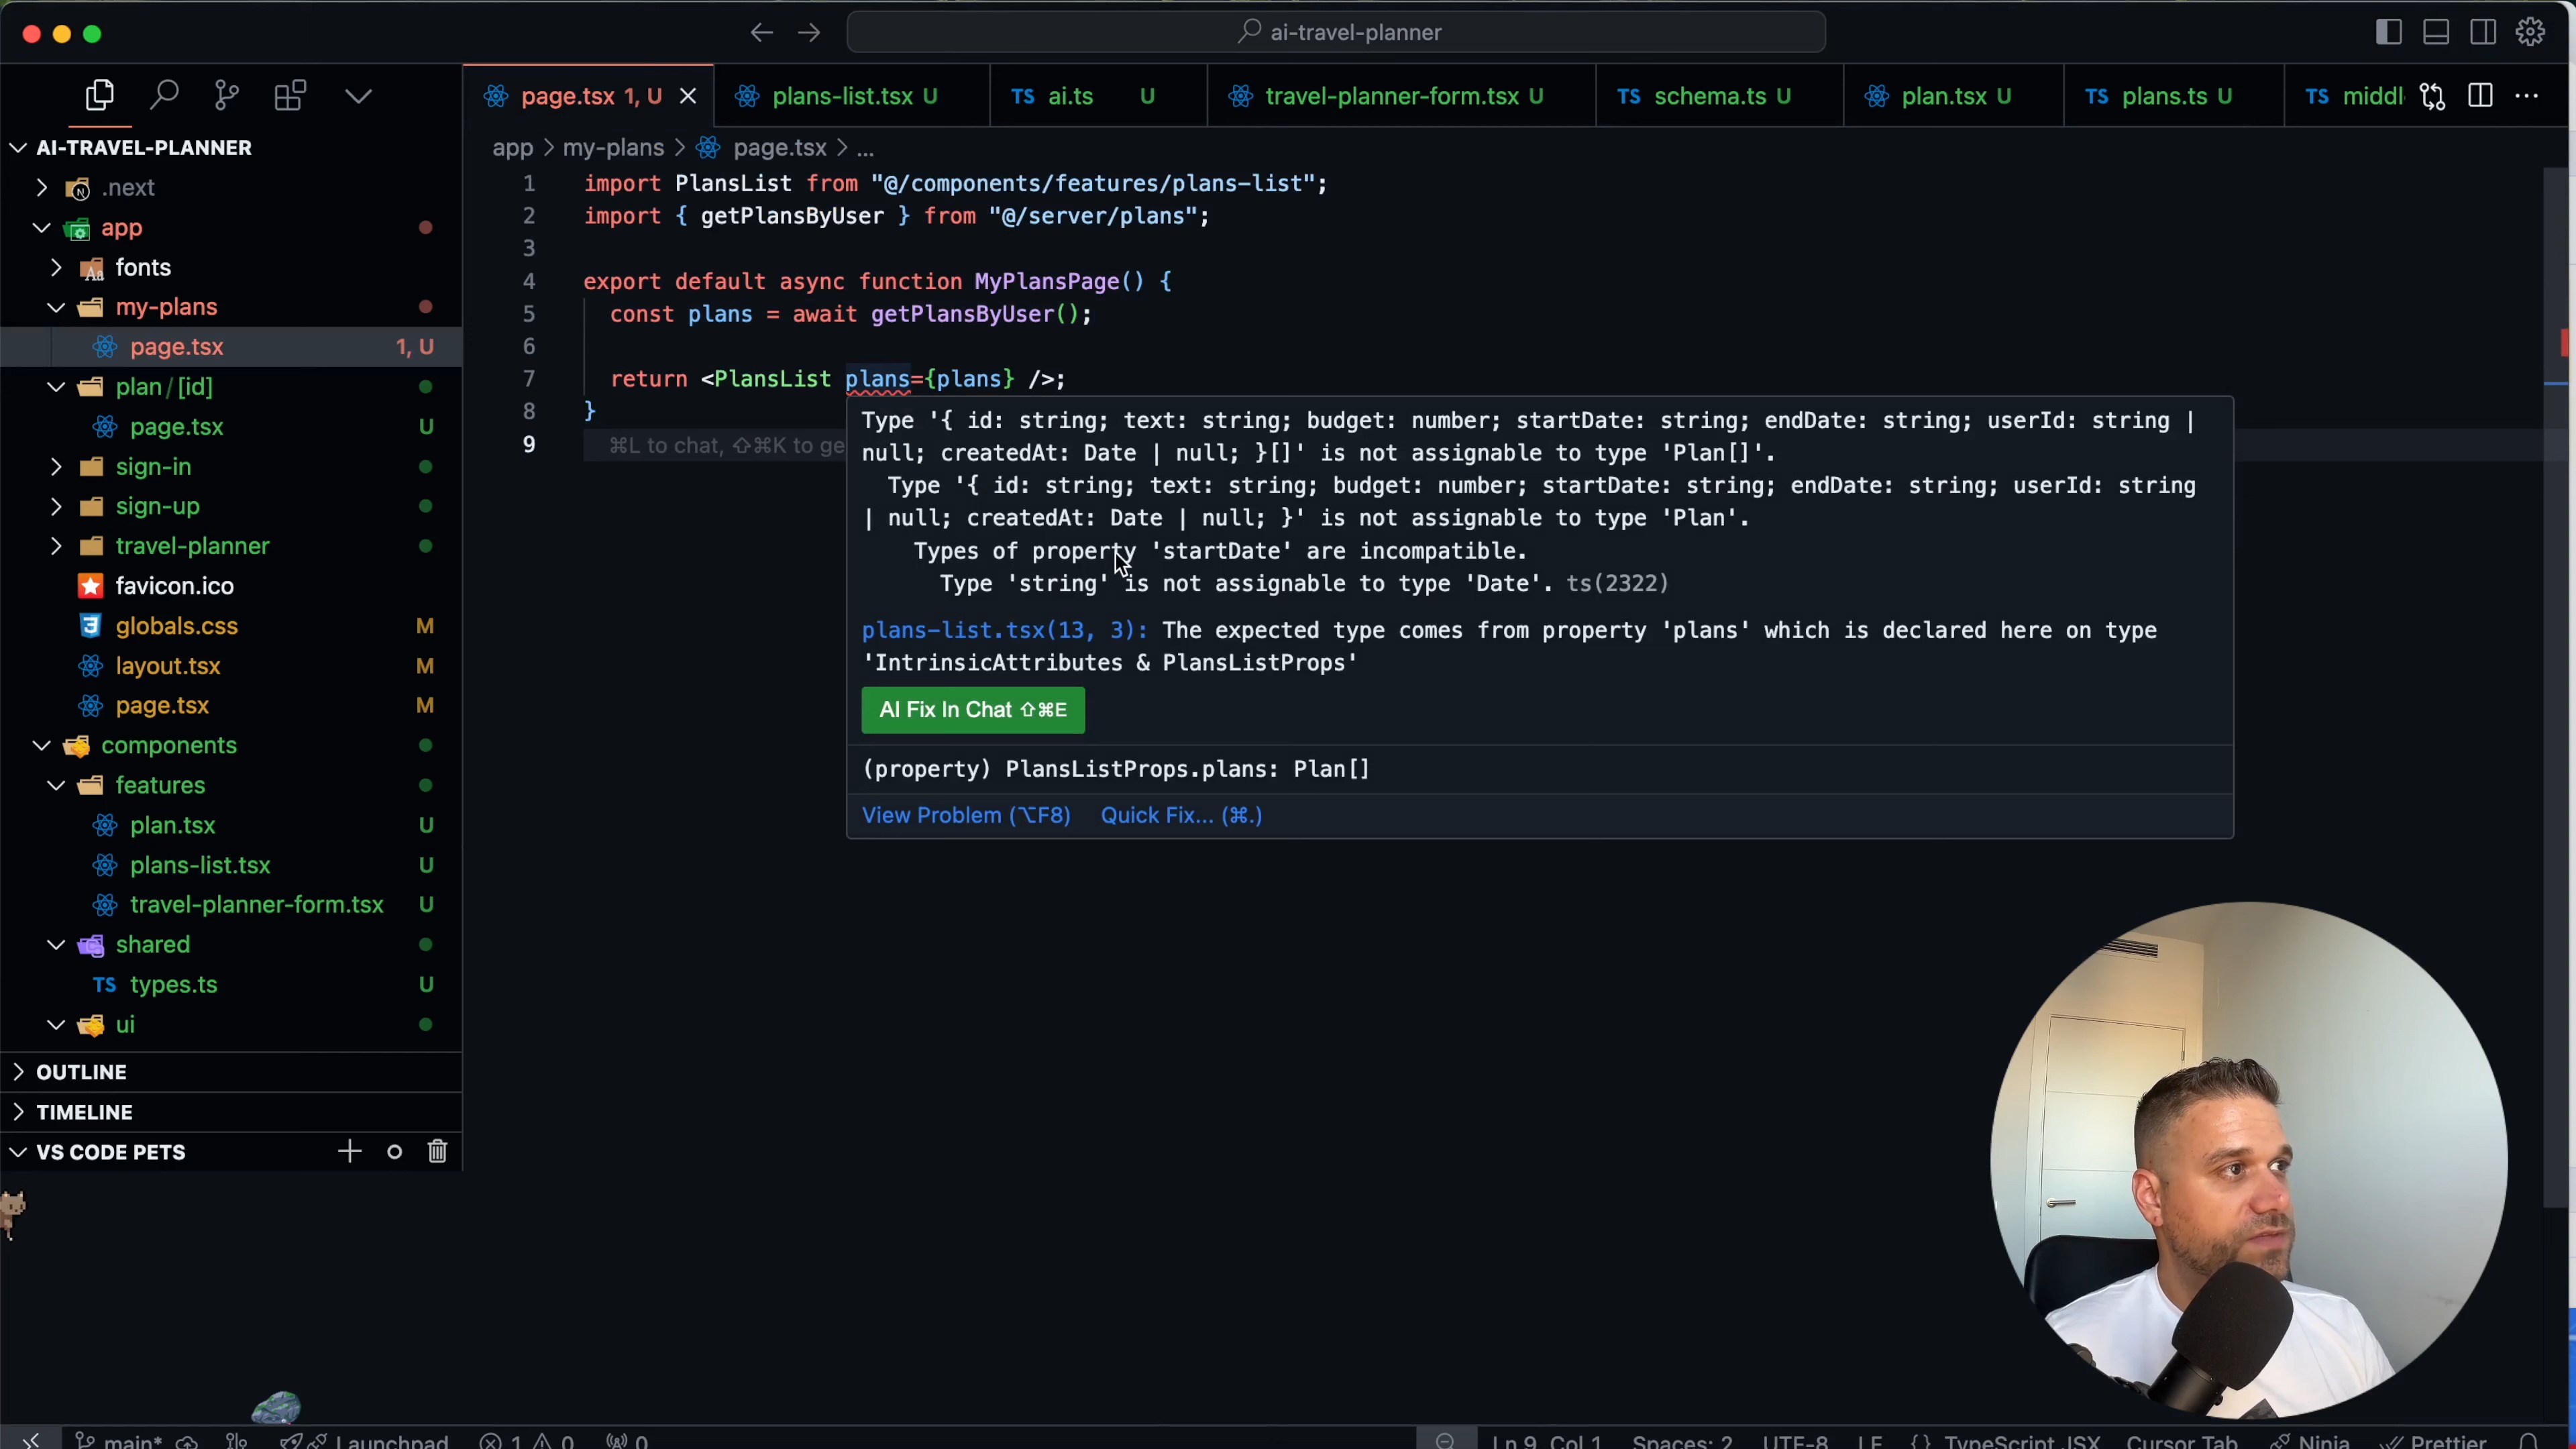 ai-travel-planner
page.tsx 1, U
plans-list.tsx U
TS ai.ts U
travel-planner-form.tsx U
TS schema.ts U
plan.tsx U
TS plans.ts U
TS middl
AI-TRAVEL-PLANNER
.next
app
fonts
my-plans
page.tsx 1, U
plan/[id]
page.tsx U
sign-in
sign-up
travel-planner
favicon.ico
globals.css M
layout.tsx M
page.tsx M
components
features
plan.tsx U
plans-list.tsx U
travel-planner-form.tsx U
shared
TS types.ts U
ui
OUTLINE
TIMELINE
VS CODE PETS
app > my-plans > page.tsx > ...
1 import PlansList from "@/components/features/plans-list";
2 import { getPlansByUser } from "@/server/plans";
3
4 export default async function MyPlansPage() {
5 const plans = await getPlansByUser();
6
7 return <PlansList plans={plans} />;
8 }
9 ⌘L to chat, ⇧⌘K to ge
Type '{ id: string; text: string; budget: number; startDate: string; endDate: string; userId: string |
null; createdAt: Date | null; }[]' is not assignable to type 'Plan[]'.
Type '{ id: string; text: string; budget: number; startDate: string; endDate: string; userId: string
| null; createdAt: Date | null; }' is not assignable to type 'Plan'.
Types of property 'startDate' are incompatible.
Type 'string' is not assignable to type 'Date'. ts(2322)
plans-list.tsx(13, 3): The expected type comes from property 'plans' which is declared here on type
'IntrinsicAttributes & PlansListProps'
AI Fix In Chat ⇧⌘E
(property) PlansListProps.plans: Plan[]
View Problem (⌥F8) Quick Fix... (⌘.)
main* Launchpad 1 0 0
Ln 9, Col 1 Spaces: 2 UTF-8 LF {} TypeScript JSX Cursor Tab Ninja Prettier